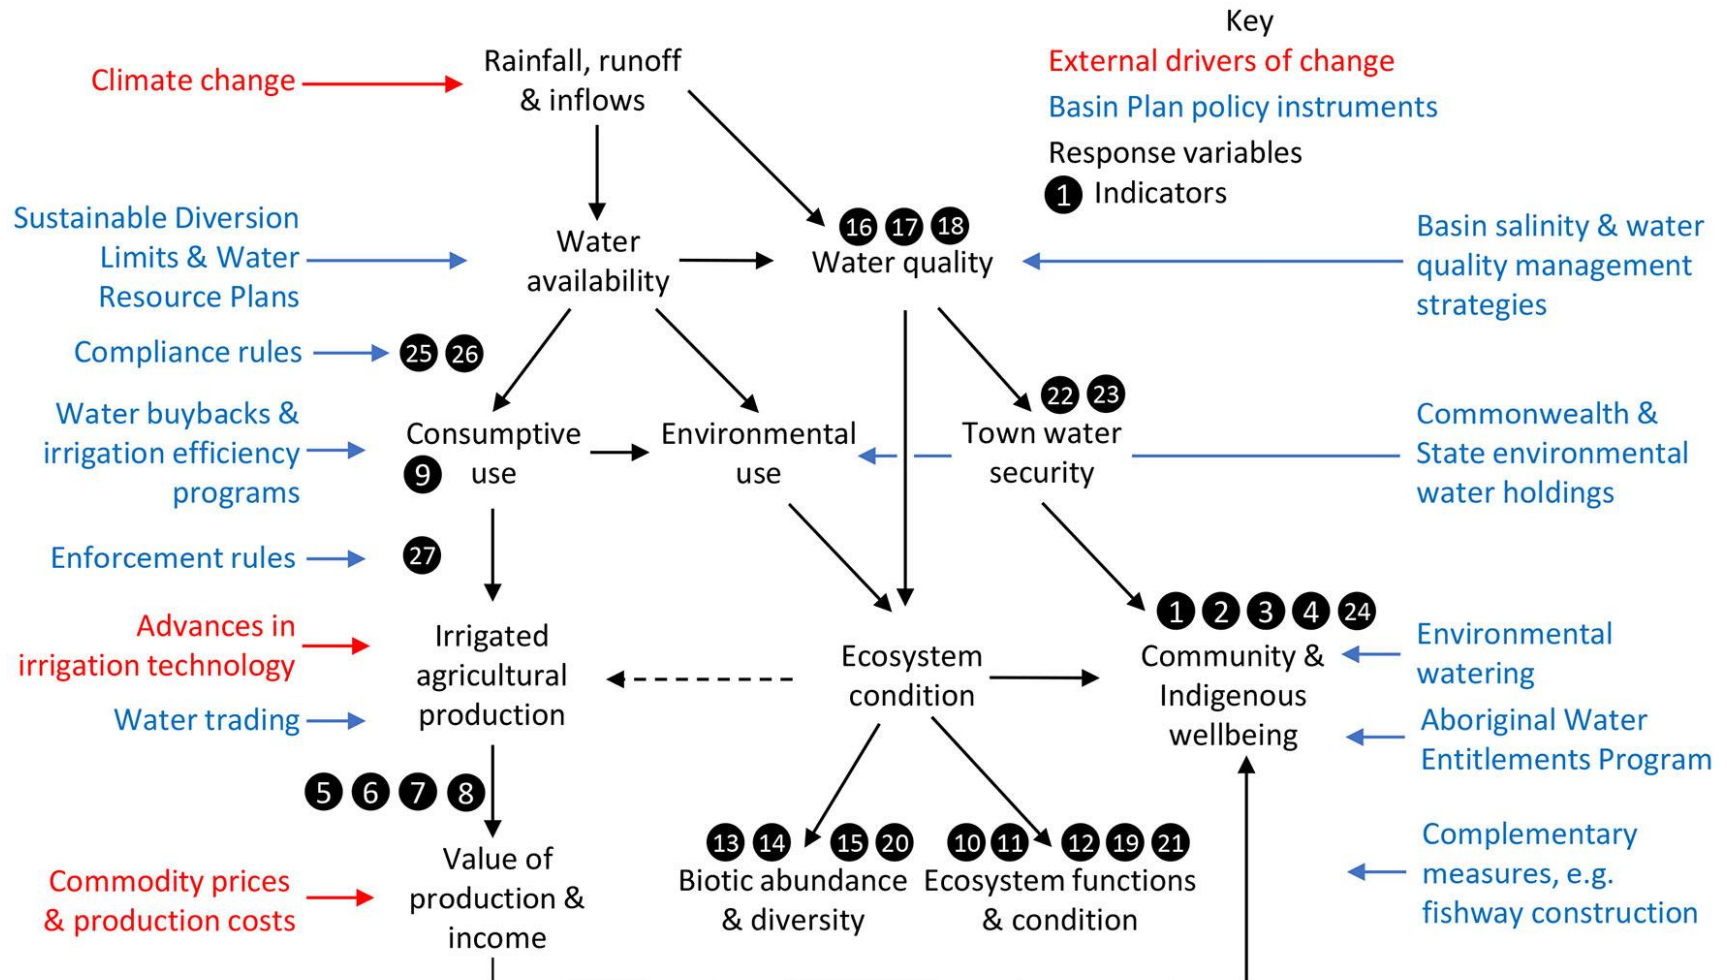 Key
External drivers of change
Basin Plan policy instruments
Response variables
1 Indicators
Climate change
Rainfall, runoff
& inflows
Sustainable Diversion
Limits & Water
Resource Plans
Water
availability
16 17 18
Water quality
Basin salinity & water
quality management
strategies
Compliance rules
25 26
Water buybacks &
irrigation efficiency
programs
Consumptive
9 use
Environmental
use
22 23
Town water
security
Commonwealth &
State environmental
water holdings
Enforcement rules
27
Advances in
irrigation technology
Water trading
Irrigated
agricultural
production
Ecosystem
condition
1 2 3 4 24
Community &
Indigenous
wellbeing
Environmental
watering
Aboriginal Water
Entitlements Program
5 6 7 8
Commodity prices
& production costs
Value of
production &
income
13 14 15 20
Biotic abundance
& diversity
10 11 12 19 21
Ecosystem functions
& condition
Complementary
measures, e.g.
fishway construction